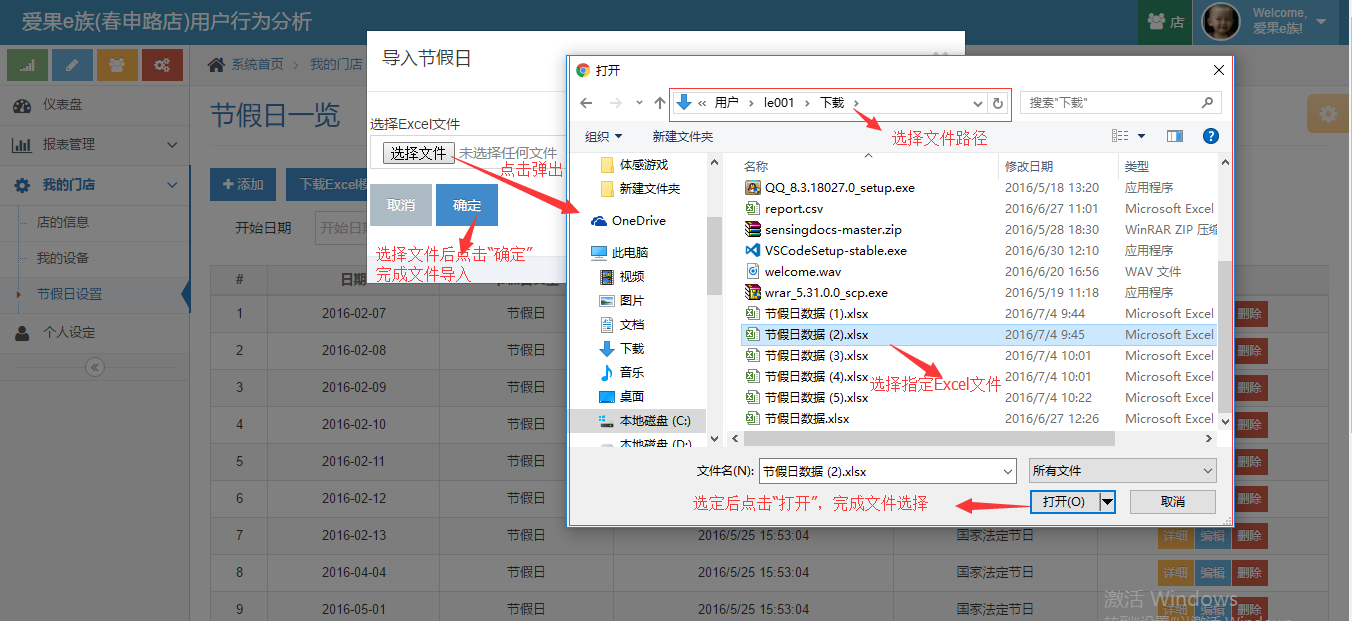 爱果e族(春申路店)用户行为分析
店
Welcome,
爱果e族!
系统首页
我的门店
仪表盘
报表管理
我的门店
店的信息
我的设备
节假日设置
个人设定
节假日一览
添加
下载Excel模
开始日期
开始日
导入节假日
选择Excel文件
选择文件 未选择任何文件
点击弹出
取消
确定
选择文件后点击“确定”
完成文件导入
打开
« 用户 › le001 › 下载 ›
搜索"下载"
选择文件路径
组织
新建文件夹
体感游戏
新建文件夹
OneDrive
此电脑
视频
图片
文档
下载
音乐
桌面
本地磁盘 (C:)
本地磁盘 (D:)
名称 修改日期 类型
QQ_8.3.18027.0_setup.exe 2016/5/18 13:20 应用程序
report.csv 2016/6/27 11:01 Microsoft Excel
sensingdocs-master.zip 2016/5/28 18:30 WinRAR ZIP 压缩
VSCodeSetup-stable.exe 2016/6/30 12:10 应用程序
welcome.wav 2016/6/20 16:56 WAV 文件
wrar_5.31.0.0_scp.exe 2016/5/19 11:18 应用程序
节假日数据 (1).xlsx 2016/7/4 9:44 Microsoft Excel
节假日数据 (2).xlsx 2016/7/4 9:45 Microsoft Excel
节假日数据 (3).xlsx 2016/7/4 10:01 Microsoft Excel
节假日数据 (4).xlsx 2016/7/4 10:01 Microsoft Excel
节假日数据 (5).xlsx 2016/7/4 10:22 Microsoft Excel
节假日数据.xlsx 2016/6/27 12:26 Microsoft Excel
选择指定Excel文件
文件名(N): 节假日数据 (2).xlsx 所有文件
选定后点击“打开”，完成文件选择
打开(O) 取消
# 日期
1 2016-02-07 节假日 删除
2 2016-02-08 节假日 删除
3 2016-02-09 节假日 删除
4 2016-02-10 节假日 删除
5 2016-02-11 节假日 删除
6 2016-02-12 节假日 删除
7 2016-02-13 节假日 2016/5/25 15:53:04 国家法定节日 详细 编辑 删除
8 2016-04-04 节假日 2016/5/25 15:53:04 国家法定节日 详细 编辑 删除
9 2016-05-01 节假日 2016/5/25 15:53:04 国家法定节日 详细 编辑 删除
激活 Windows